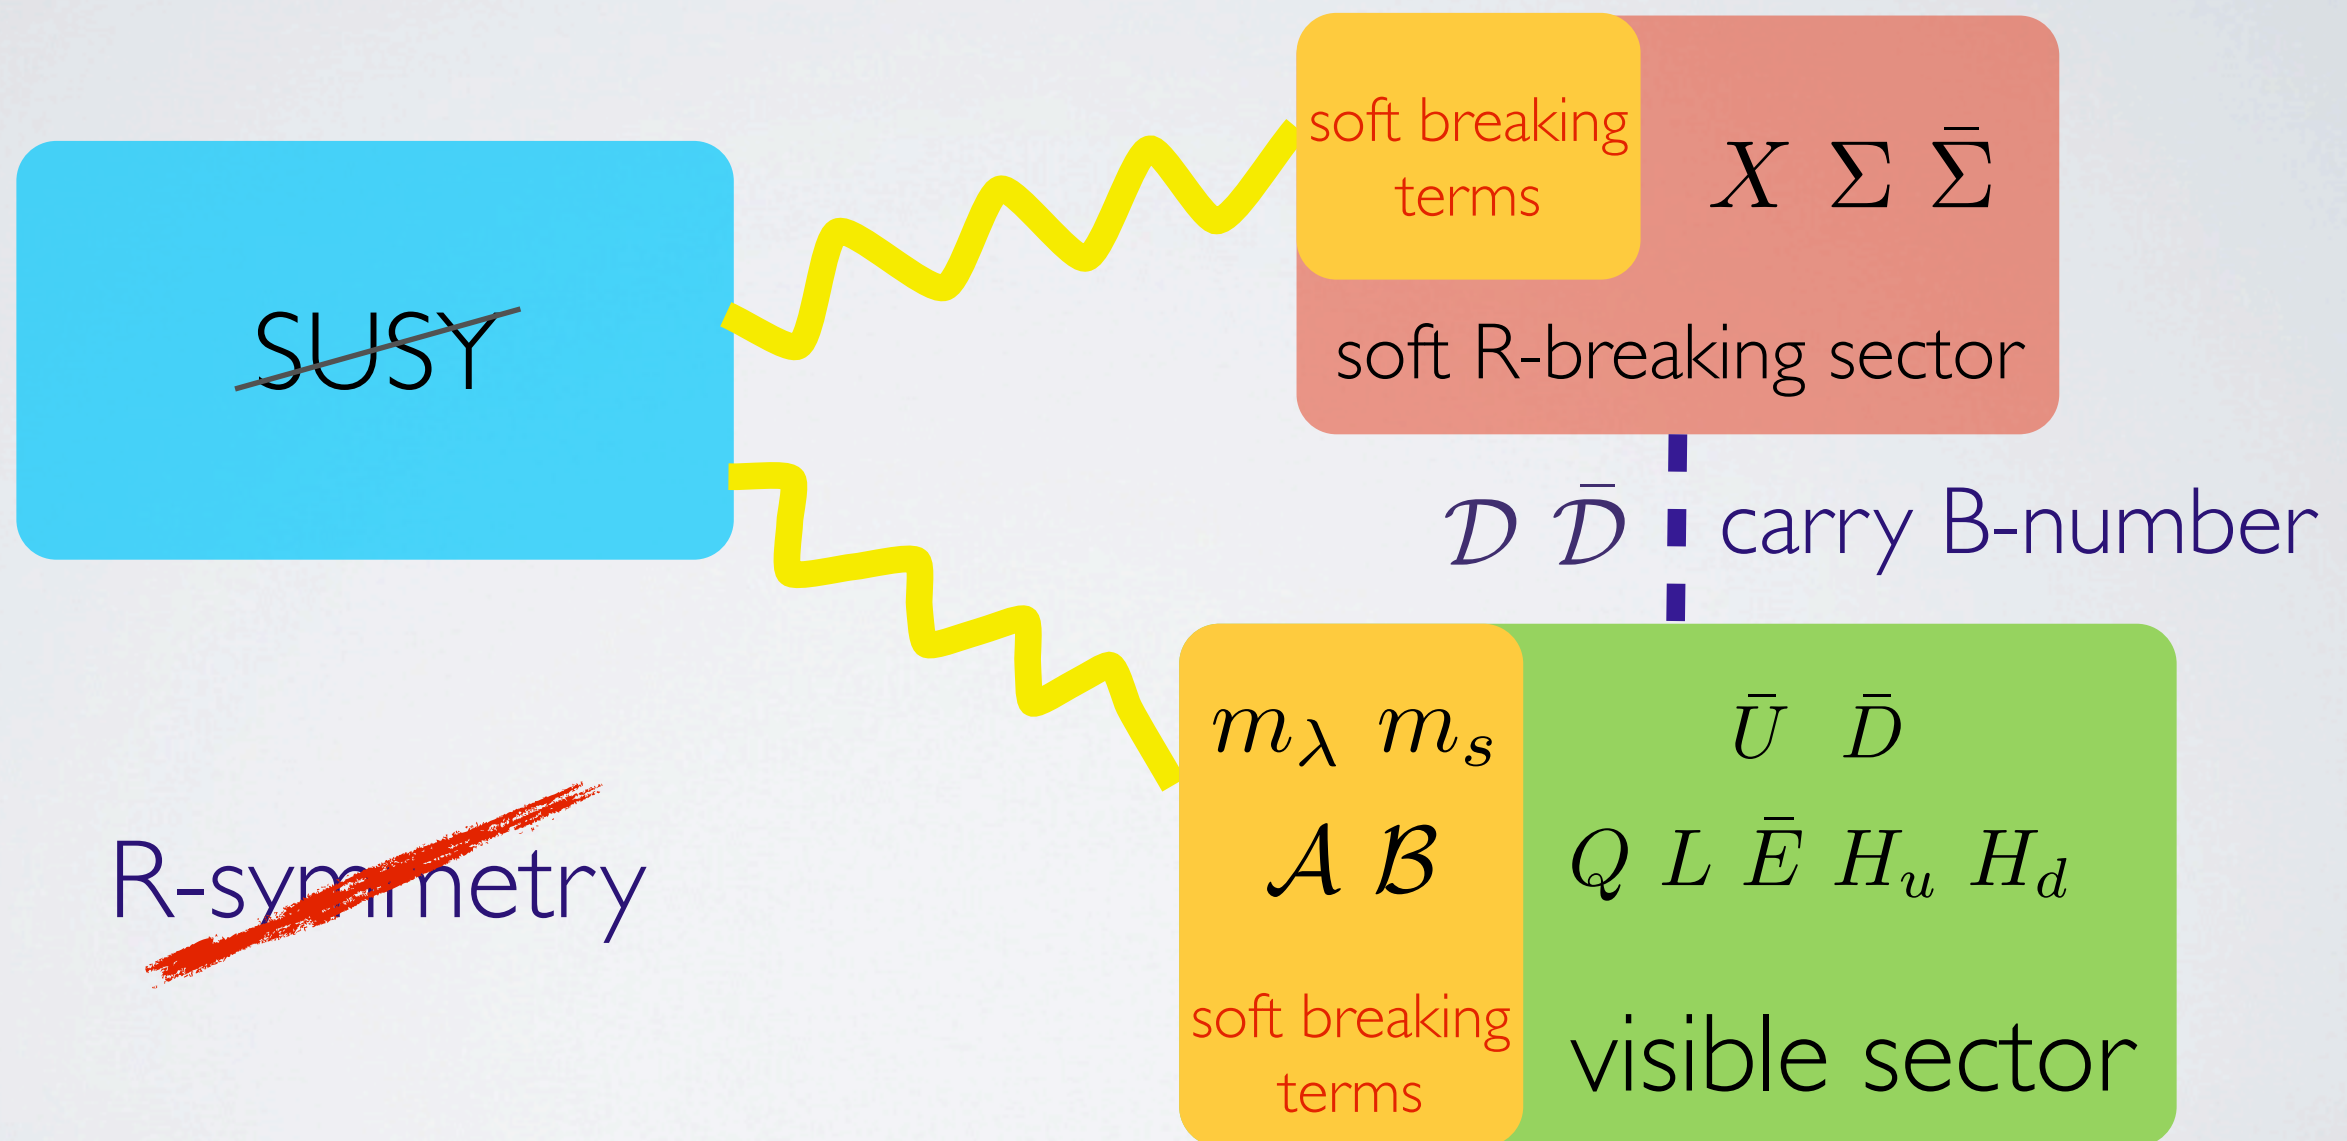 SUSY
soft breaking
terms
X Σ Σ̄
soft R-breaking sector
𝒟 𝒟̄ carry B-number
m_λ m_s
𝒜 ℬ
soft breaking
terms
Ū D̄
Q L Ē H_u H_d
visible sector
R-symmetry